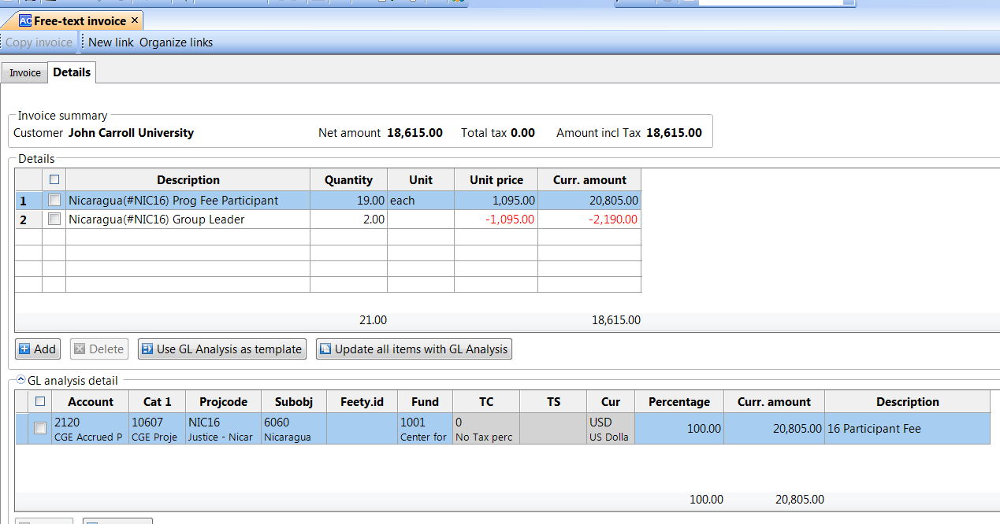 AC Free-text invoice ×
Copy invoice New link Organize links
Invoice Details
Invoice summary
Customer John Carroll University Net amount 18,615.00 Total tax 0.00 Amount incl Tax 18,615.00
Details
Description Quantity Unit Unit price Curr. amount
1 Nicaragua(#NIC16) Prog Fee Participant 19.00 each 1,095.00 20,805.00
2 Nicaragua(#NIC16) Group Leader 2.00 -1,095.00 -2,190.00
21.00 18,615.00
Add Delete Use GL Analysis as template Update all items with GL Analysis
GL analysis detail
Account Cat 1 Projcode Subobj Feety.id Fund TC TS Cur Percentage Curr. amount Description
2120 10607 NIC16 6060 1001 0 USD 100.00 20,805.00 16 Participant Fee
CGE Accrued P CGE Proje Justice - Nicar Nicaragua Center for No Tax perc US Dolla
100.00 20,805.00